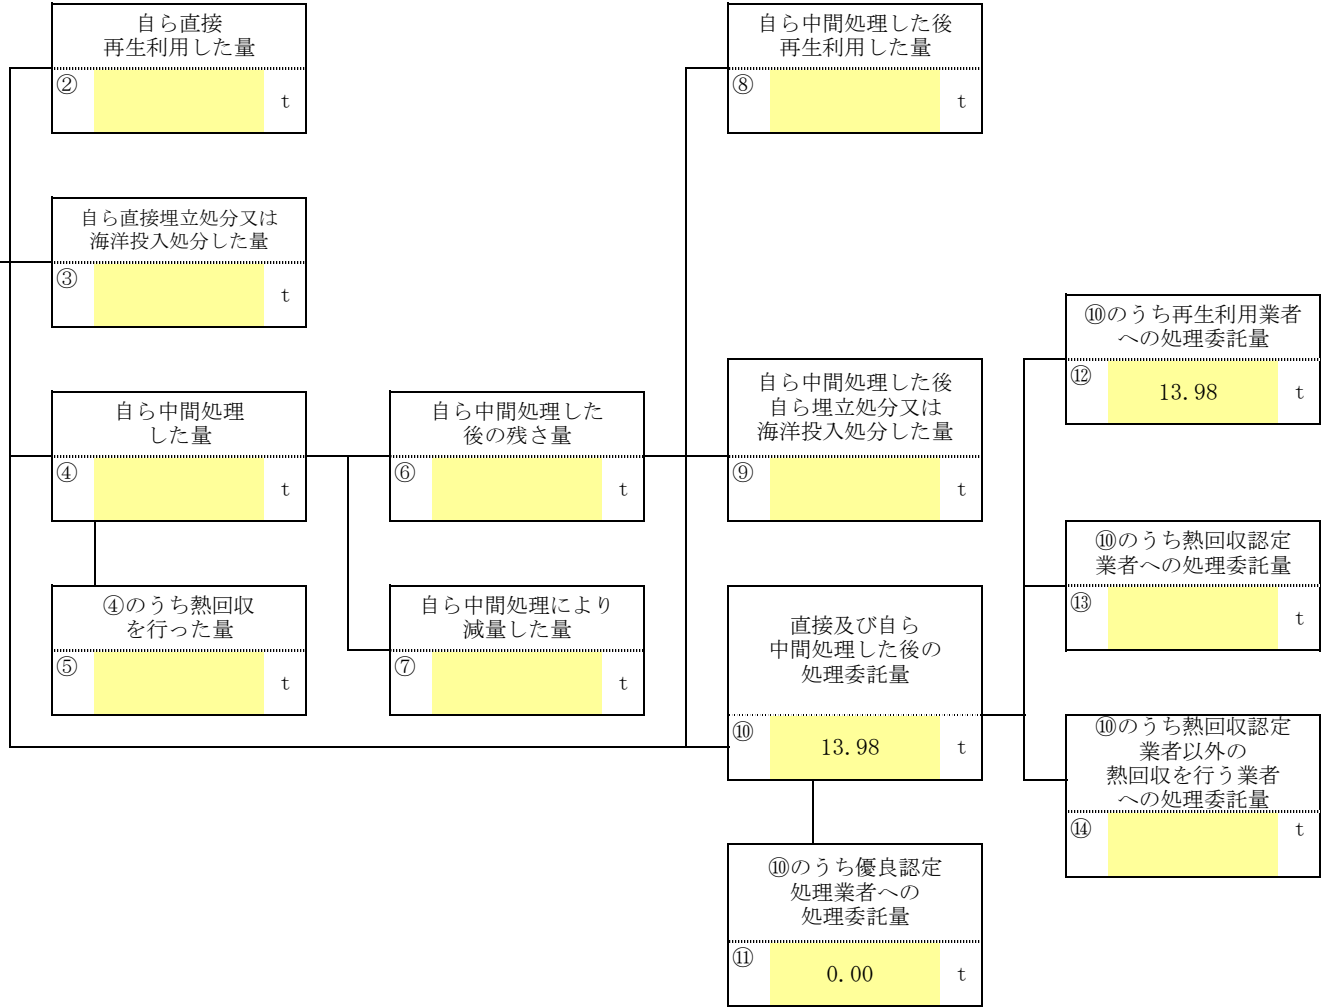 自ら直接
再生利用した量
②
t
自ら中間処理した後
再生利用した量
⑧
t
自ら直接埋立処分又は
海洋投入処分した量
③
t
⑩のうち再生利用業者
への処理委託量
⑫
13.98 t
自ら中間処理
した量
④
t
自ら中間処理した
後の残さ量
⑥
t
自ら中間処理した後
自ら埋立処分又は
海洋投入処分した量
⑨
t
⑩のうち熱回収認定
業者への処理委託量
⑬
t
④のうち熱回収
を行った量
⑤
t
自ら中間処理により
減量した量
⑦
t
直接及び自ら
中間処理した後の
処理委託量
⑩
13.98 t
⑩のうち熱回収認定
業者以外の
熱回収を行う業者
への処理委託量
⑭
t
⑩のうち優良認定
処理業者への
処理委託量
⑪
0.00 t